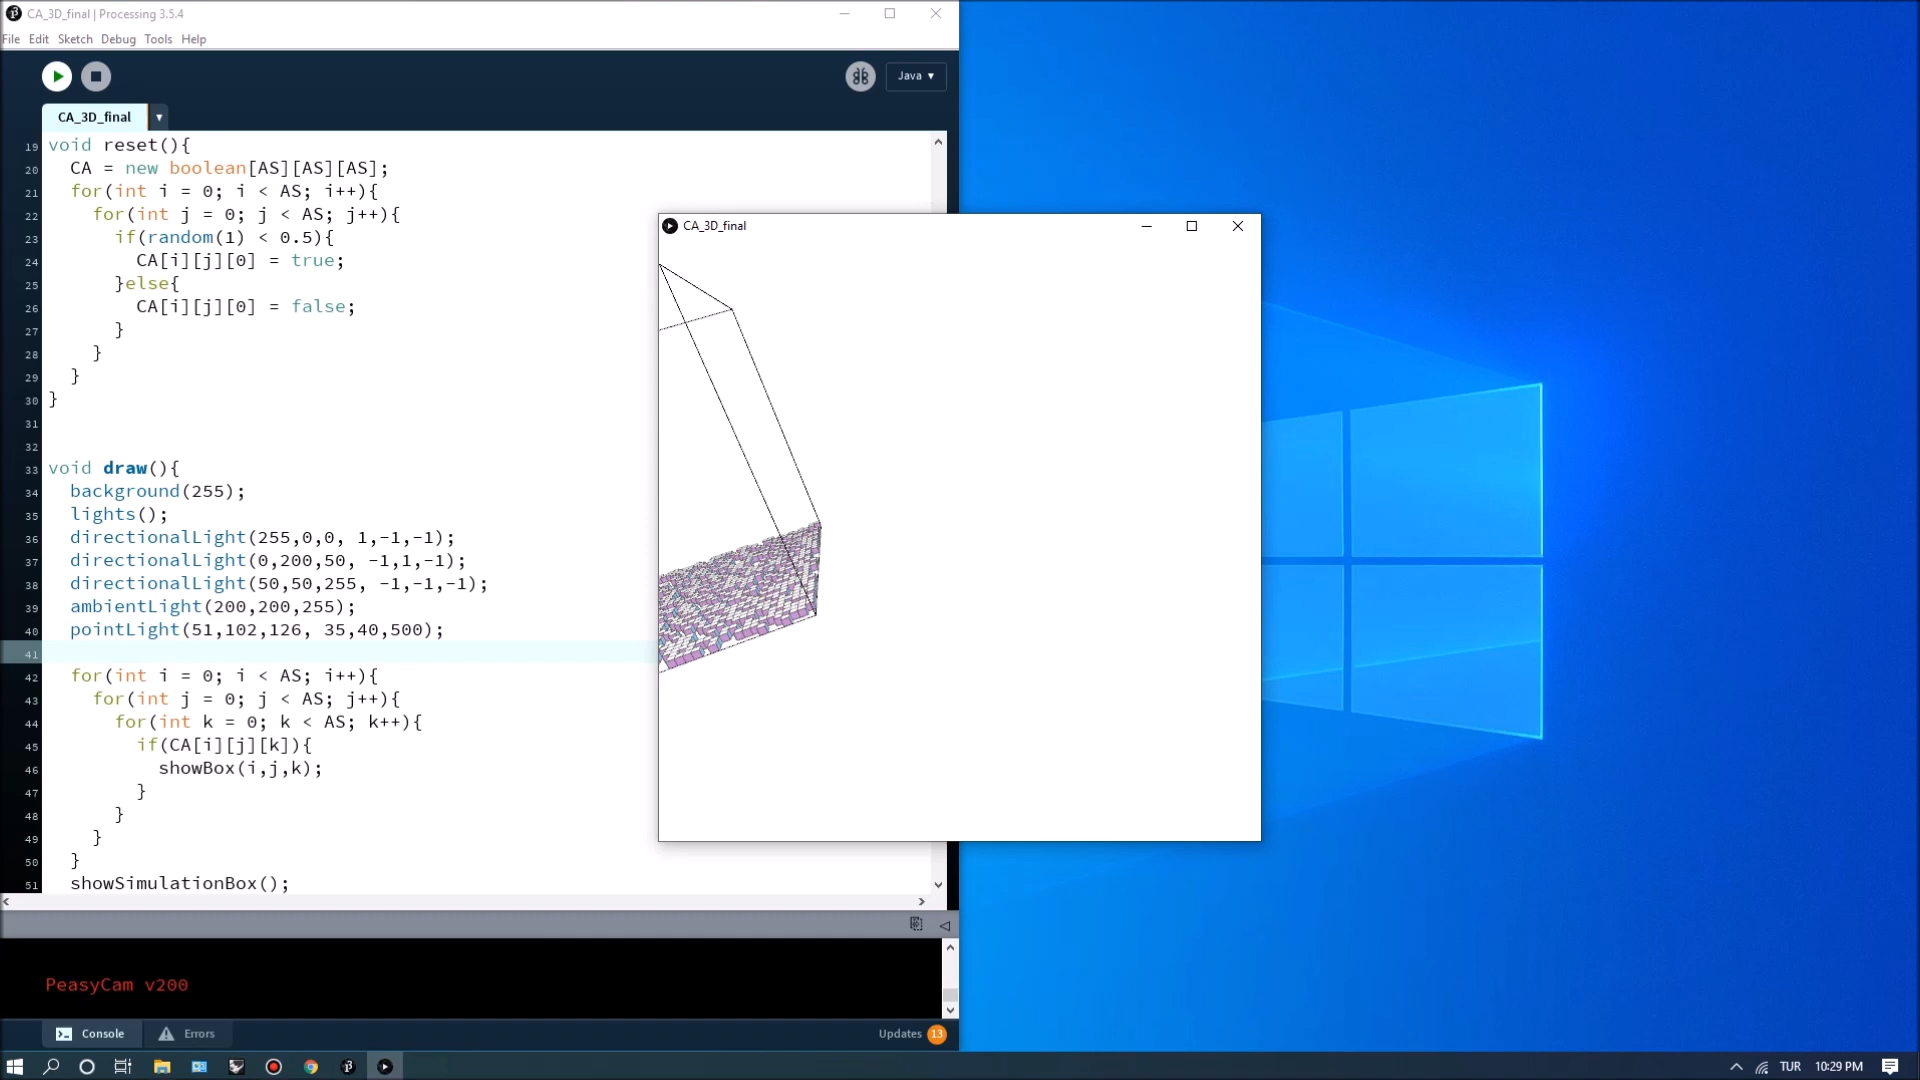 CA_3D_final | Processing 3.5.4
File Edit Sketch Debug Tools Help
Java ▾
CA_3D_final ▾
19 void reset(){
20 CA = new boolean[AS][AS][AS];
21 for(int i = 0; i < AS; i++){
22 for(int j = 0; j < AS; j++){
23 if(random(1) < 0.5){
24 CA[i][j][0] = true;
25 }else{
26 CA[i][j][0] = false;
27 }
28 }
29 }
30 }
31
32
33 void draw(){
34 background(255);
35 lights();
36 directionalLight(255,0,0, 1,-1,-1);
37 directionalLight(0,200,50, -1,1,-1);
38 directionalLight(50,50,255, -1,-1,-1);
39 ambientLight(200,200,255);
40 pointLight(51,102,126, 35,40,500);
41
42 for(int i = 0; i < AS; i++){
43 for(int j = 0; j < AS; j++){
44 for(int k = 0; k < AS; k++){
45 if(CA[i][j][k]){
46 showBox(i,j,k);
47 }
48 }
49 }
50 }
51 showSimulationBox();
CA_3D_final
PeasyCam v200
Console Errors Updates 13
TUR 10:29 PM